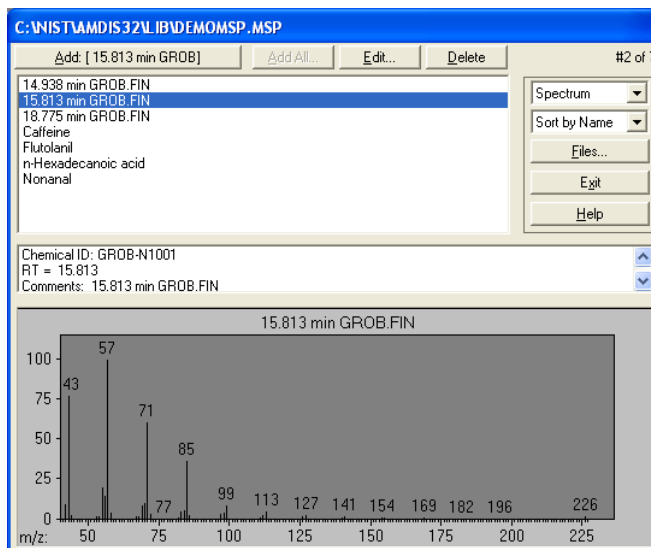 C:\NIST\AMDIS32\LIB\DEMOMSP.MSP
Add: [ 15.813 min GROB] Add All... Edit... Delete #2 of
14.938 min GROB.FIN
15.813 min GROB.FIN
18.775 min GROB.FIN
Caffeine
Flutolanil
n-Hexadecanoic acid
Nonanal
Spectrum
Sort by Name
Files...
Exit
Help
Chemical ID: GROB-N1001
RT = 15.813
Comments: 15.813 min GROB.FIN
15.813 min GROB.FIN
100
75
50
25
0
43 57 71 77 85 99 113 127 141 154 169 182 196 226
m/z: 50 75 100 125 150 175 200 225